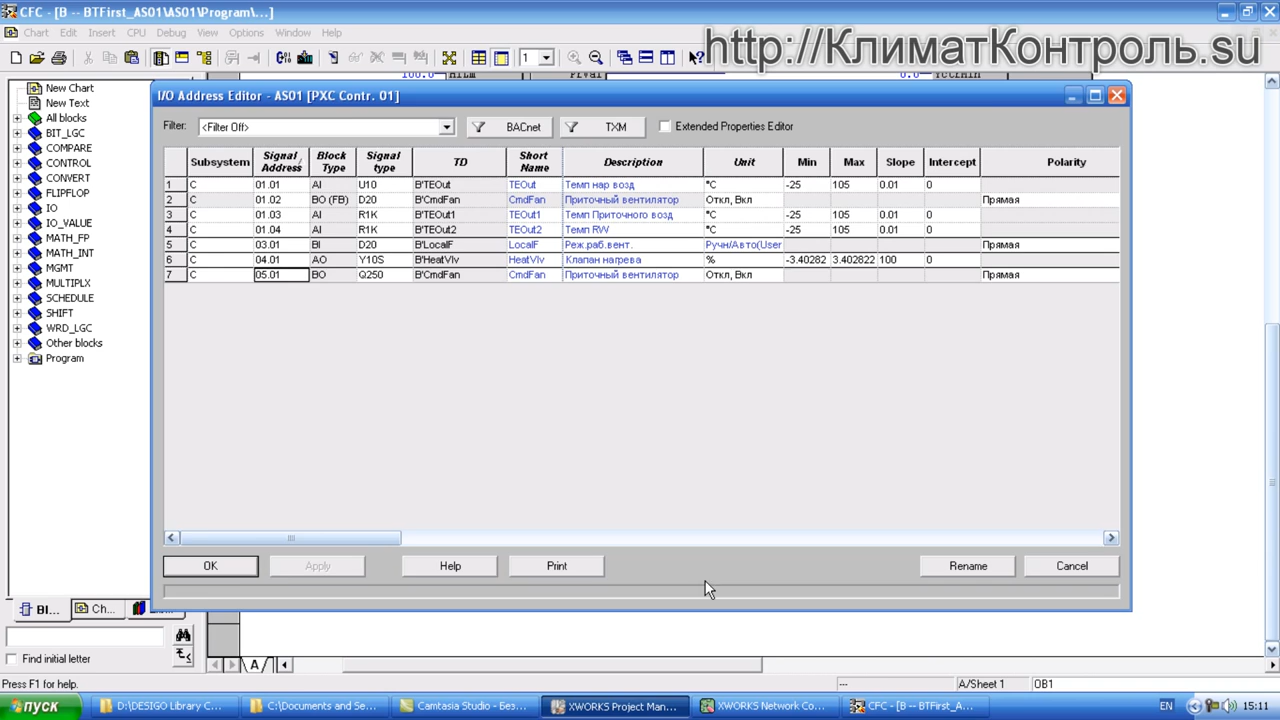 CFC - [B -- BTFirst_AS01\AS01\Program\...]
Chart Edit Insert CPU Debug View Options Window Help
http://КлиматКонтроль.su
1
100.0 HiLm PrVal 0.0
New Chart
New Text
All blocks
BIT_LGC
COMPARE
CONTROL
CONVERT
FLIPFLOP
IO
IO_VALUE
MATH_FP
MATH_INT
MGMT
MULTIPLX
SCHEDULE
SHIFT
WRD_LGC
Other blocks
Program
I/O Address Editor - AS01 [PXC Contr. 01]
Filter: <Filter Off> BACnet TXM Extended Properties Editor
Subsystem Signal Address Block Type Signal type TD Short Name Description Unit Min Max Slope Intercept Polarity
1 C 01.01 AI U10 B'TEOut TEOut Темп нар возд °C -25 105 0.01 0
2 C 01.02 BO (FB) D20 B'CmdFan CmdFan Приточный вентилятор Откл, Вкл Прямая
3 C 01.03 AI R1K B'TEOut1 TEOut1 Темп Приточного возд °C -25 105 0.01 0
4 C 01.04 AI R1K B'TEOut2 TEOut2 Темп RW °C -25 105 0.01 0
5 C 03.01 BI D20 B'LocalF LocalF Реж.раб.вент. Ручн/Авто(User Прямая
6 C 04.01 AO Y10S B'HeatVlv HeatVlv Клапан нагрева % -3.40282 3.402822 100 0
7 C 05.01 BO Q250 B'CmdFan CmdFan Приточный вентилятор Откл, Вкл Прямая
OK Apply Help Print Rename Cancel
Bl... Ch...
Find initial letter
A
Press F1 for help. --- A/Sheet 1 OB1
пуск D:\DESIGO Library C... C:\Documents and Se... Camtasia Studio - Без... XWORKS Project Man... XWORKS Network Co... CFC - [B -- BTFirst_A... EN 15:11